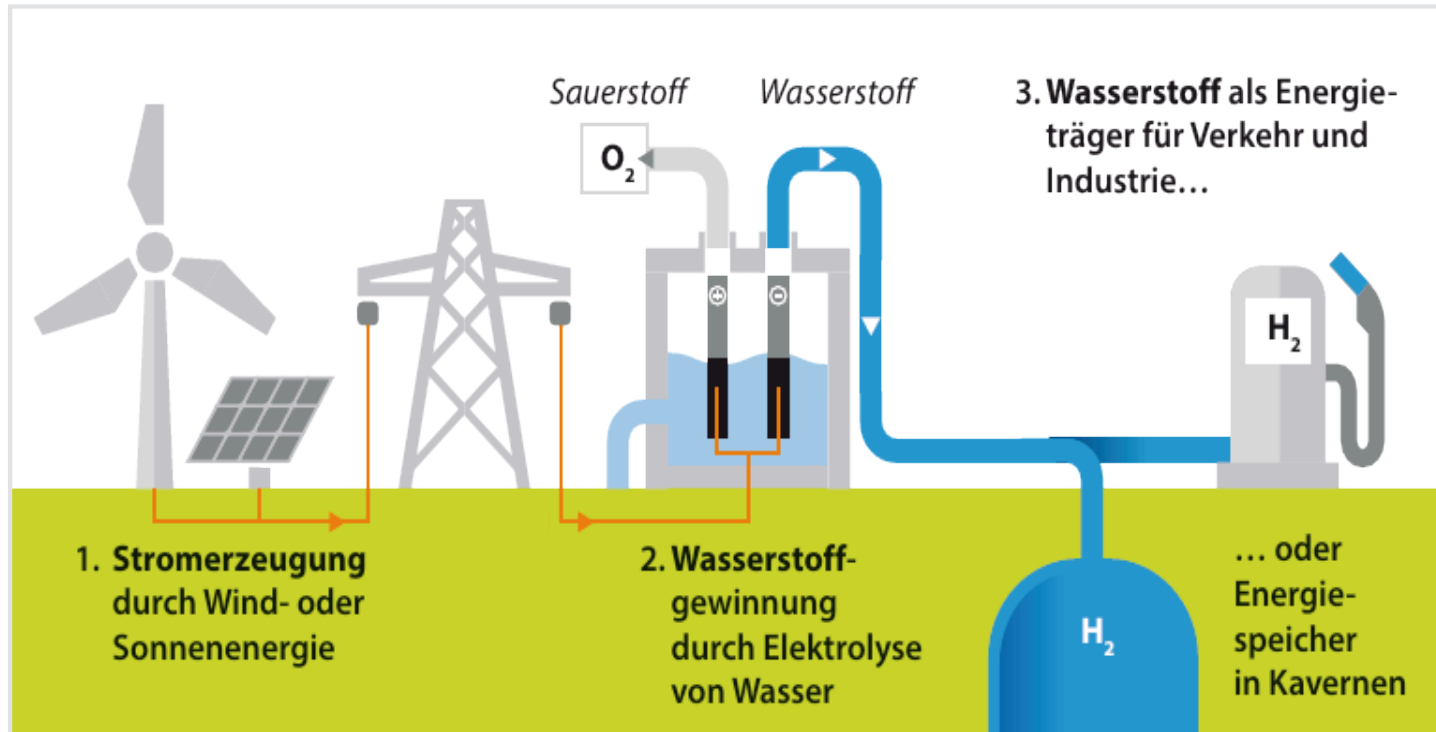 Sauerstoff
Wasserstoff
O₂
⊕
⊖
1. Stromerzeugung
durch Wind- oder
Sonnenenergie
2. Wasserstoff-
gewinnung
durch Elektrolyse
von Wasser
3. Wasserstoff als Energie-
träger für Verkehr und
Industrie…
H₂
H₂
… oder
Energie-
speicher
in Kavernen